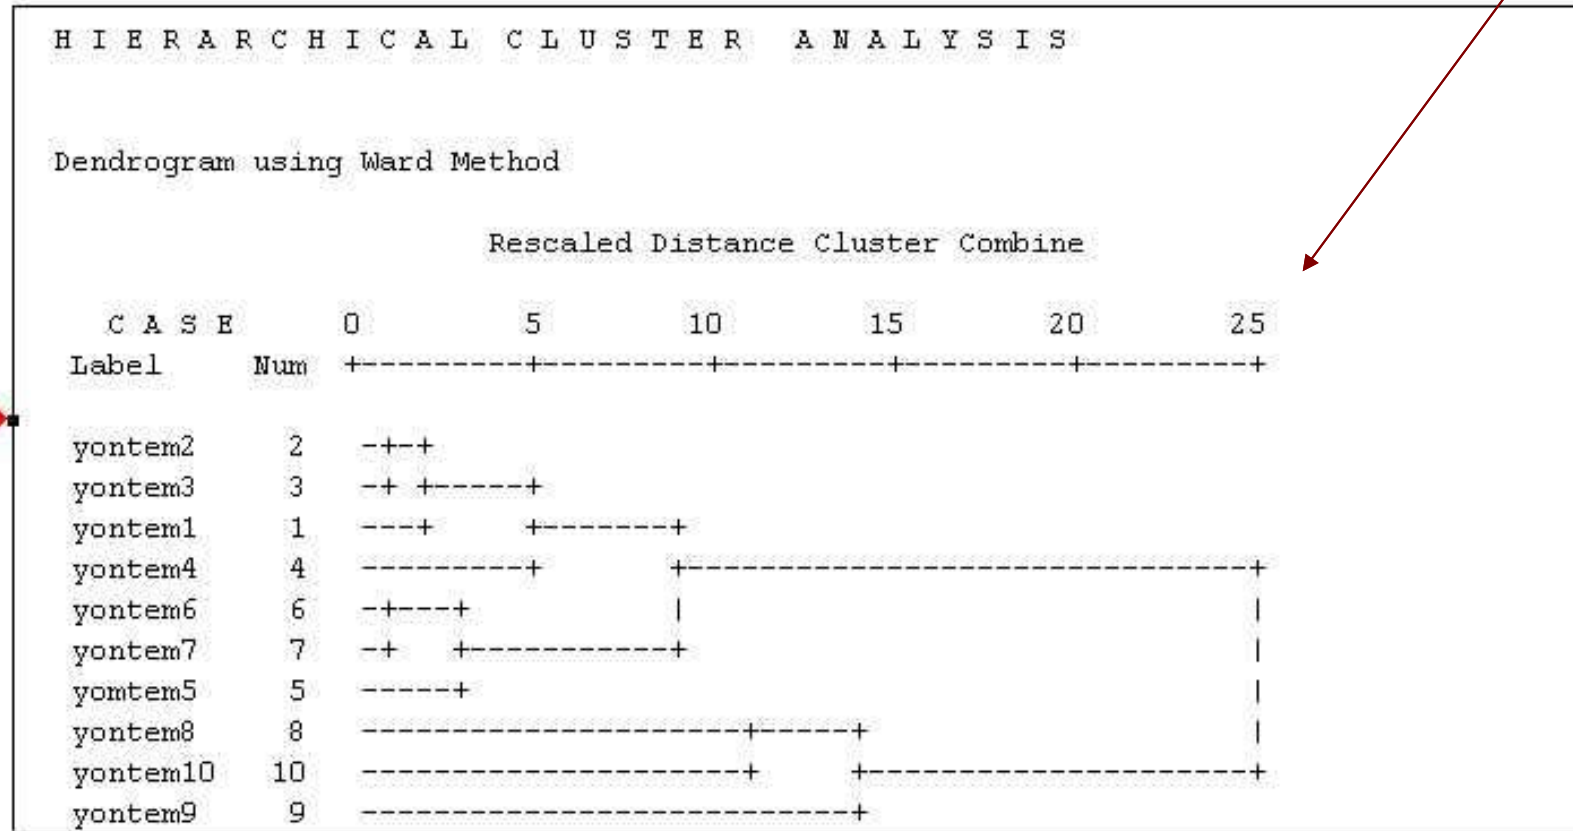 H I E R A R C H I C A L  C L U S T E R   A N A L Y S I S
Dendrogram using Ward Method
Rescaled Distance Cluster Combine
C A S E 0 5 10 15 20 25
Label Num +---------+---------+---------+---------+---------+
yontem2 2 -+-+
yontem3 3 -+ +-----+
yontem1 1 ---+     +-------+
yontem4 4 ---------+       +-------------------------------+
yontem6 6 -+---+           |                               |
yontem7 7 -+   +-----------+                               |
yomtem5 5 -----+                                           |
yontem8 8 ---------------------+-----+                     |
yontem10 10 ---------------------+     +---------------------+
yontem9 9 ---------------------------+